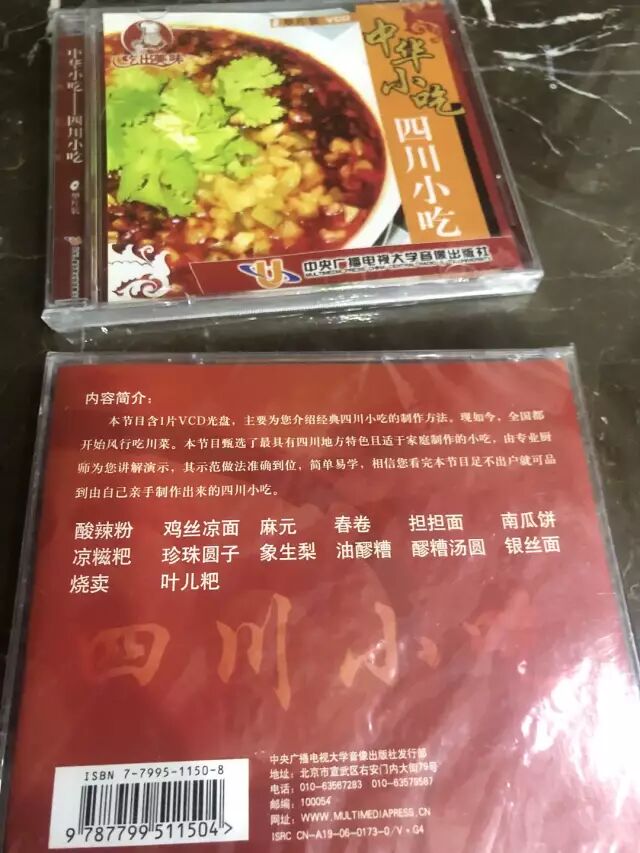 中华小吃——四川小吃
单片装
吃出美味
单片装 VCD
中华
小吃
四川小吃
中央广播电视大学音像出版社
内容简介：
本节目含1片VCD光盘，主要为您介绍经典四川小吃的制作方法。现如今，全国都
开始风行吃川菜。本节目甄选了最具有四川地方特色且适于家庭制作的小吃，由专业厨
师为您讲解演示，其示范做法准确到位，简单易学，相信您看完本节目足不出户就可品
到由自己亲手制作出来的四川小吃。
酸辣粉 鸡丝凉面 麻元 春卷 担担面 南瓜饼
凉糍粑 珍珠圆子 象生梨 油醪糟 醪糟汤圆 银丝面
烧卖 叶儿粑
四川小吃
中央广播电视大学音像出版社发行部
地址：北京市宣武区右安门内大街79号
电话：010-63567283 010-63579587
邮编：100054
网址：WWW.MULTIMEDIAPRESS.CN
ISRC CN-A19-06-0173-0/V·G4
ISBN 7-7995-1150-8
9 787799 511504 >